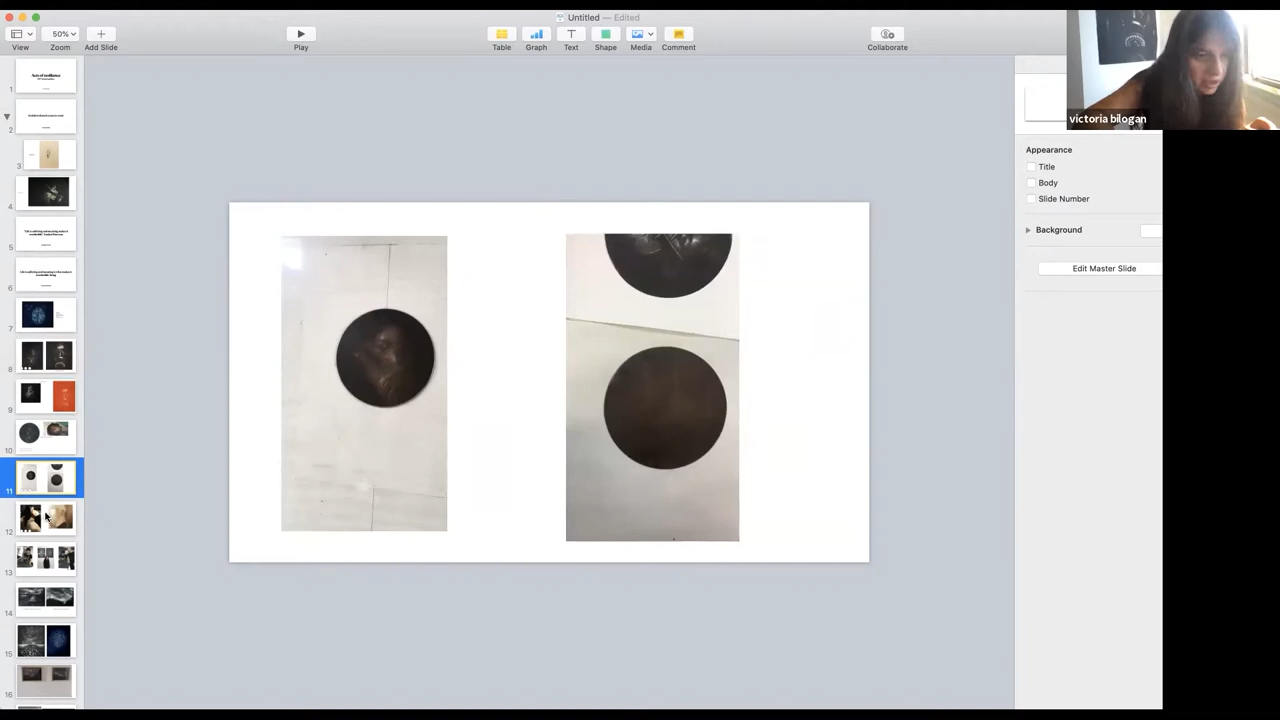 Untitled — Edited
50%
View
Zoom
Add Slide
Play
Table
Graph
Text
Shape
Media
Comment
Collaborate
victoria bilogan
Appearance
Title
Body
Slide Number
Background
Edit Master Slide
1
2
3
4
5
6
7
8
9
10
11
12
13
14
15
16